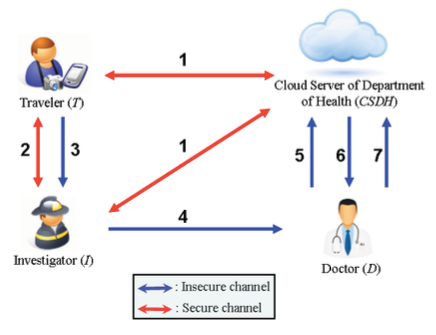 1
Traveler (T)
Cloud Server of Department
of Health (CSDH)
2
3
1
5
6
7
4
Investigator (I)
Doctor (D)
: Insecure channel
: Secure channel